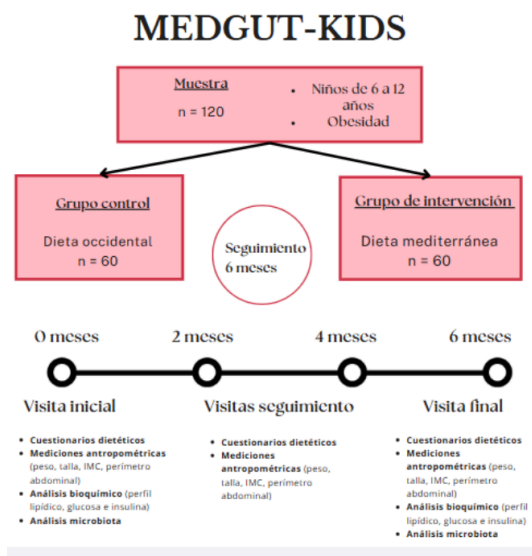 MEDGUT-KIDS
Muestra
n = 120
• Niños de 6 a 12
años
• Obesidad
Grupo control
Dieta occidental
n = 60
Seguimiento
6 meses
Grupo de intervención
Dieta mediterránea
n = 60
0 meses
2 meses
4 meses
6 meses
Visita inicial
• Cuestionarios dietéticos
• Mediciones antropométricas
(peso, talla, IMC, perímetro
abdominal)
• Análisis bioquímico (perfil
lipídico, glucosa e insulina)
• Análisis microbiota
Visitas seguimiento
• Cuestionarios dietéticos
• Mediciones
antropométricas (peso,
talla, IMC, perímetro
abdominal)
Visita final
• Cuestionarios dietéticos
• Mediciones
antropométricas (peso,
talla, IMC, perímetro
abdominal)
• Análisis bioquímico (perfil
lipídico, glucosa e insulina)
• Análisis microbiota